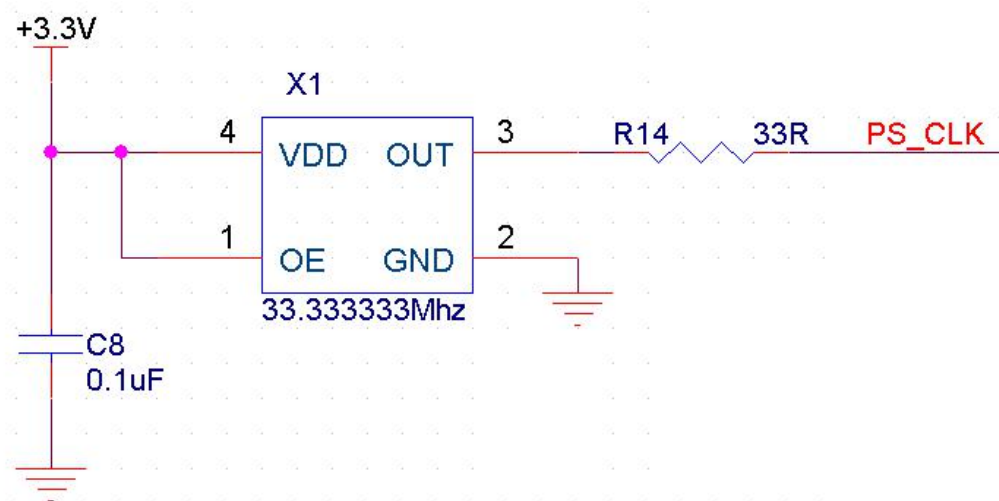 +3.3V
X1
4 VDD OUT 3 R14 33R PS_CLK
1 OE GND 2
33.333333Mhz
C8
0.1uF